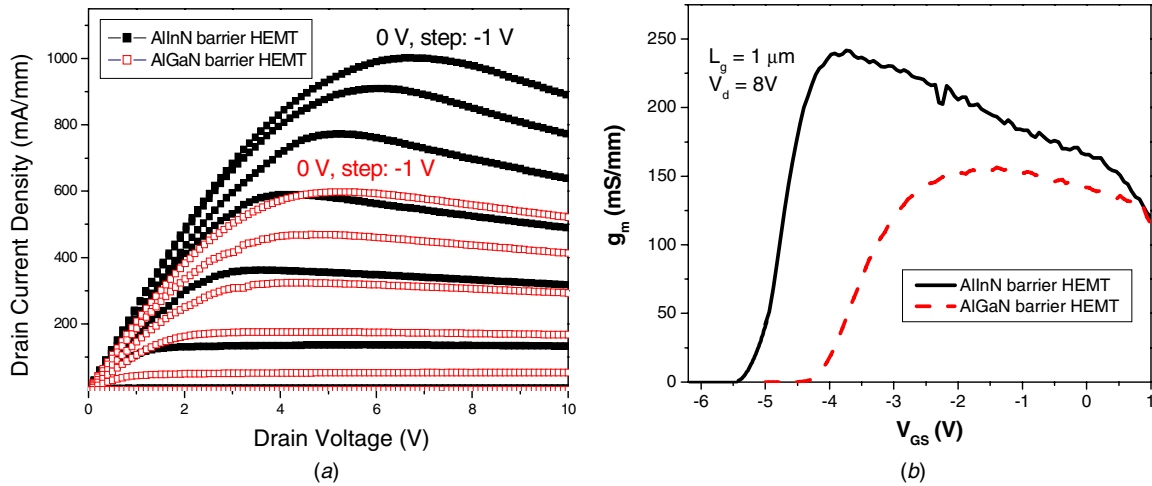 AlInN barrier HEMT
AlGaN barrier HEMT
0 V, step: -1 V
0 V, step: -1 V
1000
800
600
400
200
0
2
4
6
8
10
Drain Current Density (mA/mm)
Drain Voltage (V)
(a)
L_g = 1 μm
V_d = 8V
250
200
150
100
50
0
-6
-5
-4
-3
-2
-1
0
1
g_m (mS/mm)
AlInN barrier HEMT
AlGaN barrier HEMT
V_GS (V)
(b)